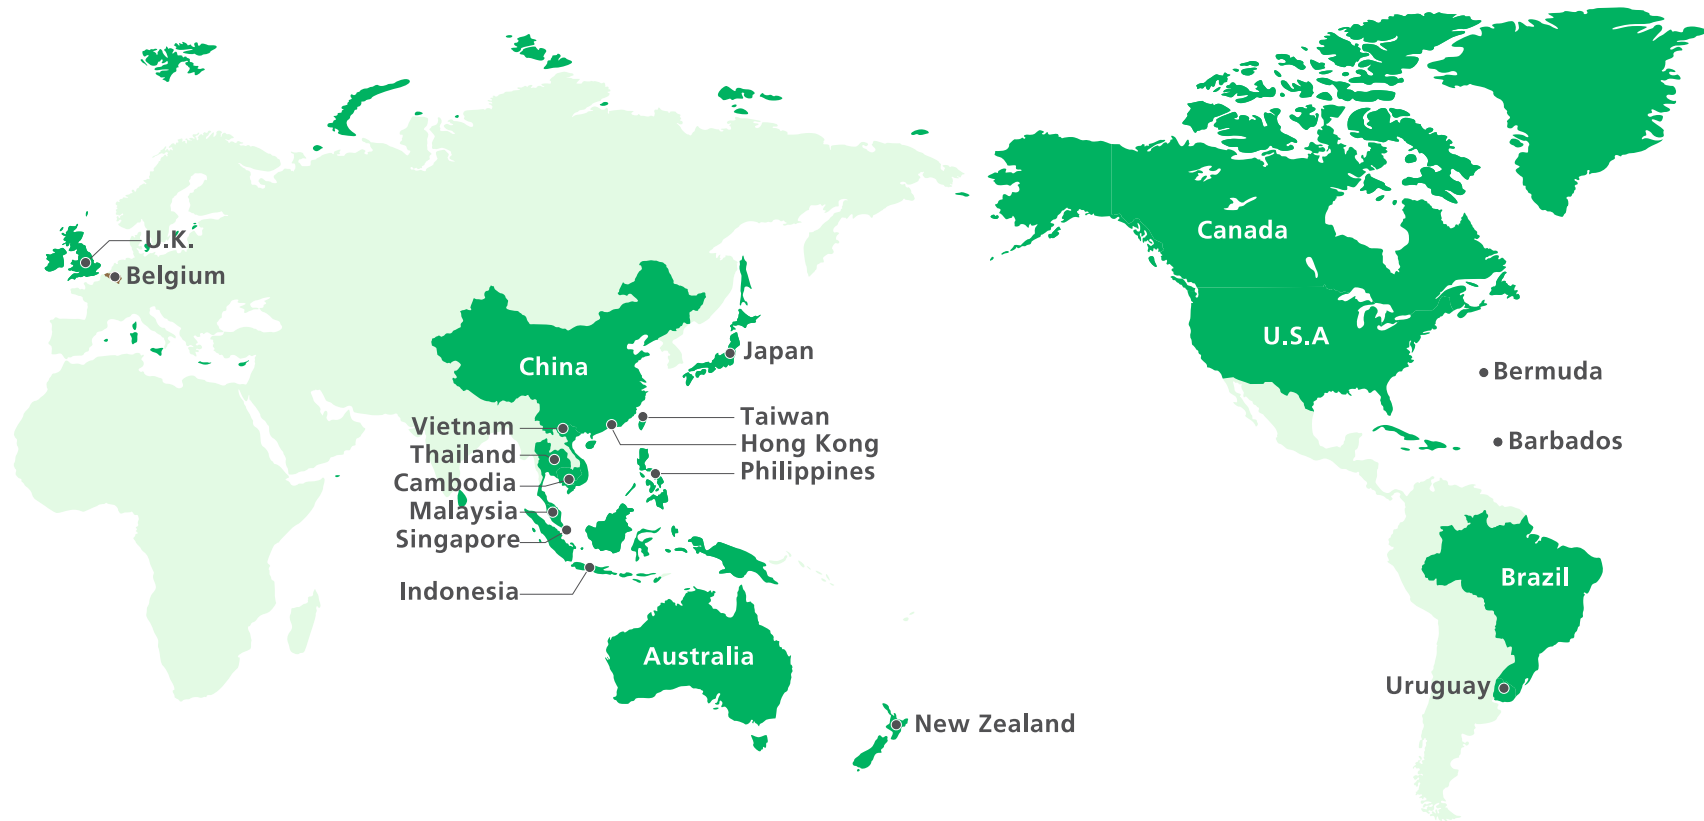 U.K.
Belgium
China
Japan
Vietnam
Thailand
Cambodia
Malaysia
Singapore
Indonesia
Taiwan
Hong Kong
Philippines
Australia
New Zealand
Canada
U.S.A
Bermuda
Barbados
Brazil
Uruguay